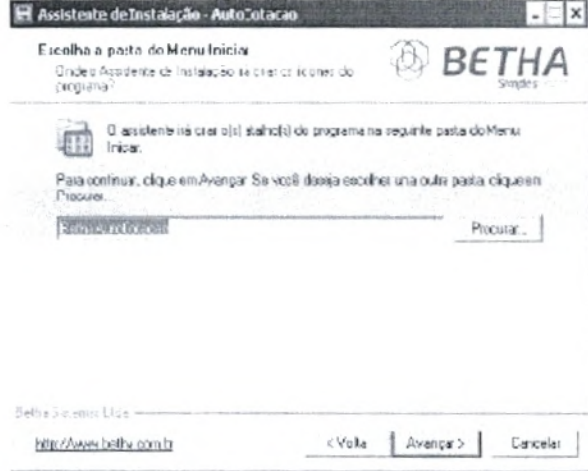 Assistente de Instalação - AutoCotacao
Escolha a pasta do Menu Iniciar
Onde o Assistente de Instalação irá criar os ícones do
programa?
BETHA
Simples
O assistente irá criar o(s) atalho(s) do programa na seguinte pasta do Menu
Iniciar.
Para continuar, clique em Avançar. Se você deseja escolher uma outra pasta, clique em
Procurar.
Procurar...
Betha Sistemas Ltda
http://www.betha.com.br
< Volta
Avançar >
Cancelar